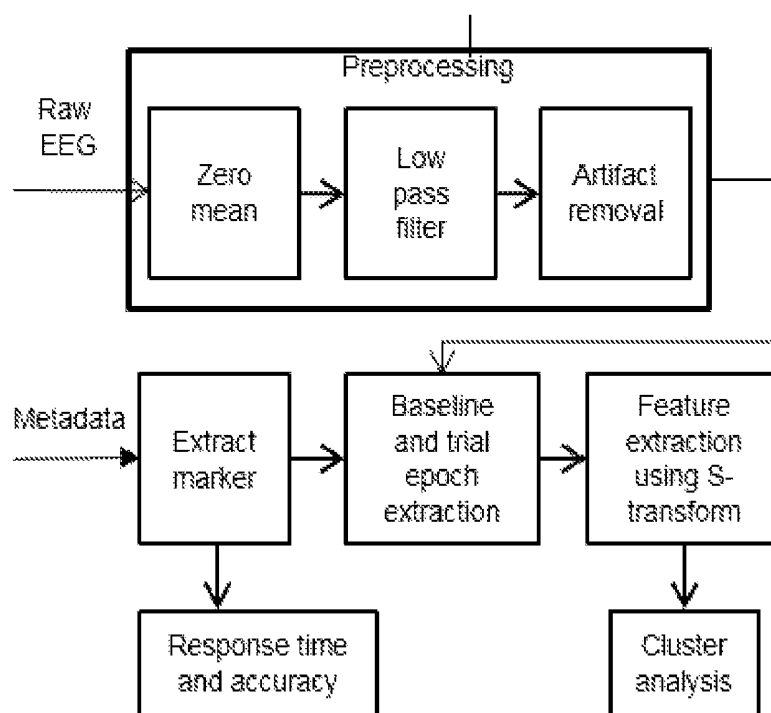 Preprocessing
Raw
EEG
Zero
mean
Low
pass
filter
Artifact
removal
Metadata
Extract
marker
Baseline
and trial
epoch
extraction
Feature
extraction
using S-
transform
Response time
and accuracy
Cluster
analysis